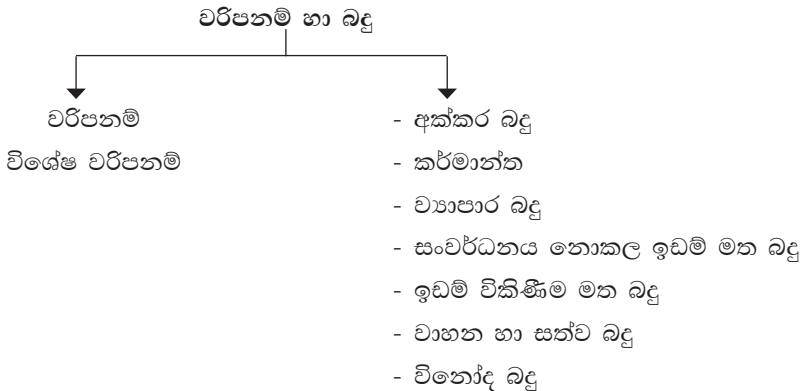 වරිපනම් හා බදු
වරිපනම්
විශේෂ වරිපනම්
- අක්කර බදු
- කර්මාන්ත
- ව්‍යාපාර බදු
- සංවර්ධනය නොකල ඉඩම් මත බදු
- ඉඩම් විකිණීම මත බදු
- වාහන හා සත්ව බදු
- විනෝද බදු